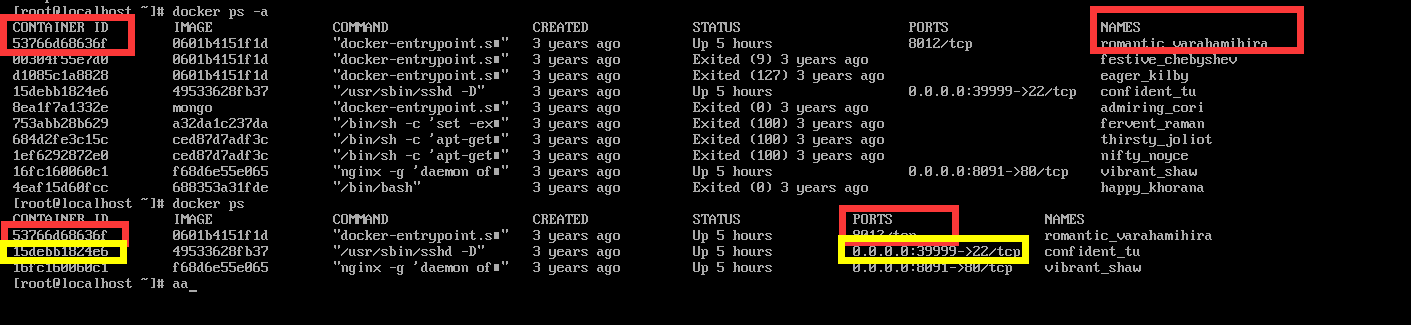 [root@localhost ~]# docker ps -a
CONTAINER ID IMAGE COMMAND CREATED STATUS PORTS NAMES
53766d68636f 0601b4151f1d "docker-entrypoint.s▪" 3 years ago Up 5 hours 8012/tcp romantic_varahamihira
00304f55e7d0 0601b4151f1d "docker-entrypoint.s▪" 3 years ago Exited (9) 3 years ago festive_chebyshev
d1085c1a8828 0601b4151f1d "docker-entrypoint.s▪" 3 years ago Exited (127) 3 years ago eager_kilby
15debb1824e6 49533628fb37 "/usr/sbin/sshd -D" 3 years ago Up 5 hours 0.0.0.0:39999->22/tcp confident_tu
8ea1f7a1332e mongo "docker-entrypoint.s▪" 3 years ago Exited (0) 3 years ago admiring_cori
753abb28b629 a32da1c237da "/bin/sh -c 'set -ex▪" 3 years ago Exited (100) 3 years ago fervent_raman
684d2fe3c15c ced87d7adf3c "/bin/sh -c 'apt-get▪" 3 years ago Exited (100) 3 years ago thirsty_joliot
1ef6292872e0 ced87d7adf3c "/bin/sh -c 'apt-get▪" 3 years ago Exited (100) 3 years ago nifty_noyce
16fc160060c1 f68d6e55e065 "nginx -g 'daemon of▪" 3 years ago Up 5 hours 0.0.0.0:8091->80/tcp vibrant_shaw
4eaf15d60fcc 688353a31fde "/bin/bash" 3 years ago Exited (0) 3 years ago happy_khorana
[root@localhost ~]# docker ps
CONTAINER ID IMAGE COMMAND CREATED STATUS PORTS NAMES
53766d68636f 0601b4151f1d "docker-entrypoint.s▪" 3 years ago Up 5 hours 8012/tcp romantic_varahamihira
15debb1824e6 49533628fb37 "/usr/sbin/sshd -D" 3 years ago Up 5 hours 0.0.0.0:39999->22/tcp confident_tu
16fc160060c1 f68d6e55e065 "nginx -g 'daemon of▪" 3 years ago Up 5 hours 0.0.0.0:8091->80/tcp vibrant_shaw
[root@localhost ~]# aa_